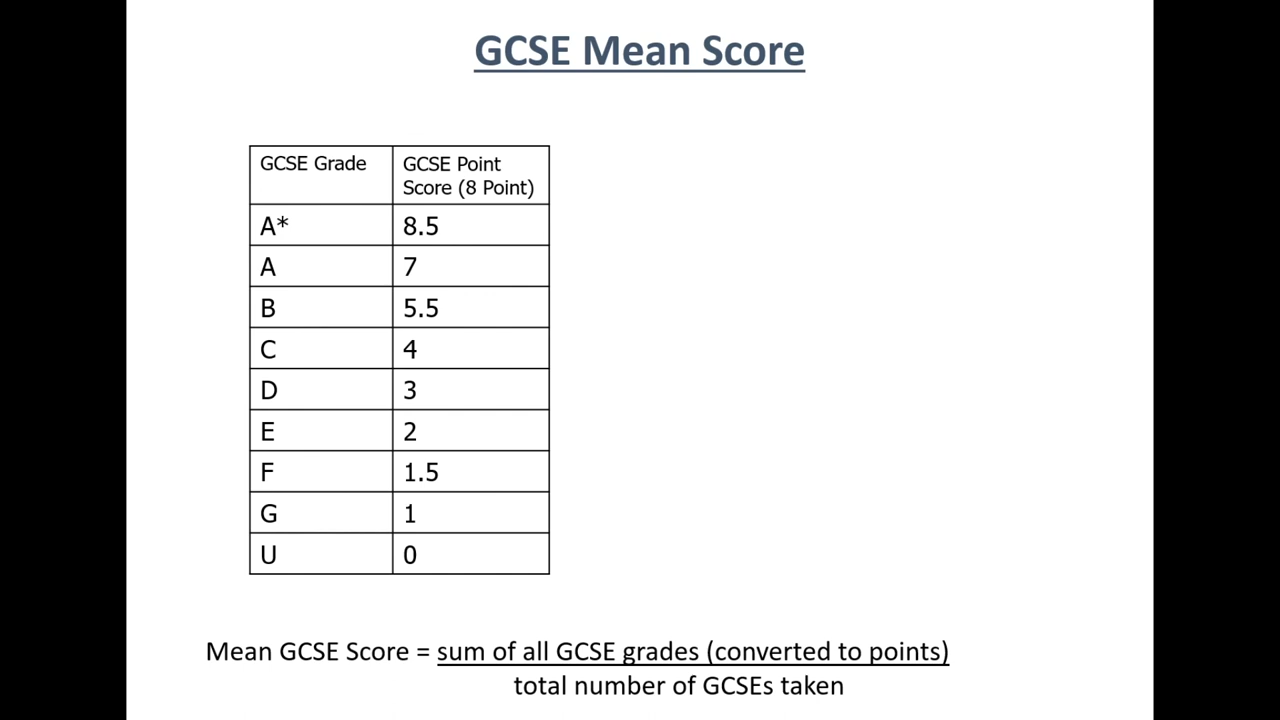 GCSE Mean Score
GCSE Grade
GCSE Point
Score (8 Point)
A* 8.5
A 7
B 5.5
C 4
D 3
E 2
F 1.5
G 1
U 0
Mean GCSE Score = sum of all GCSE grades (converted to points)
total number of GCSEs taken